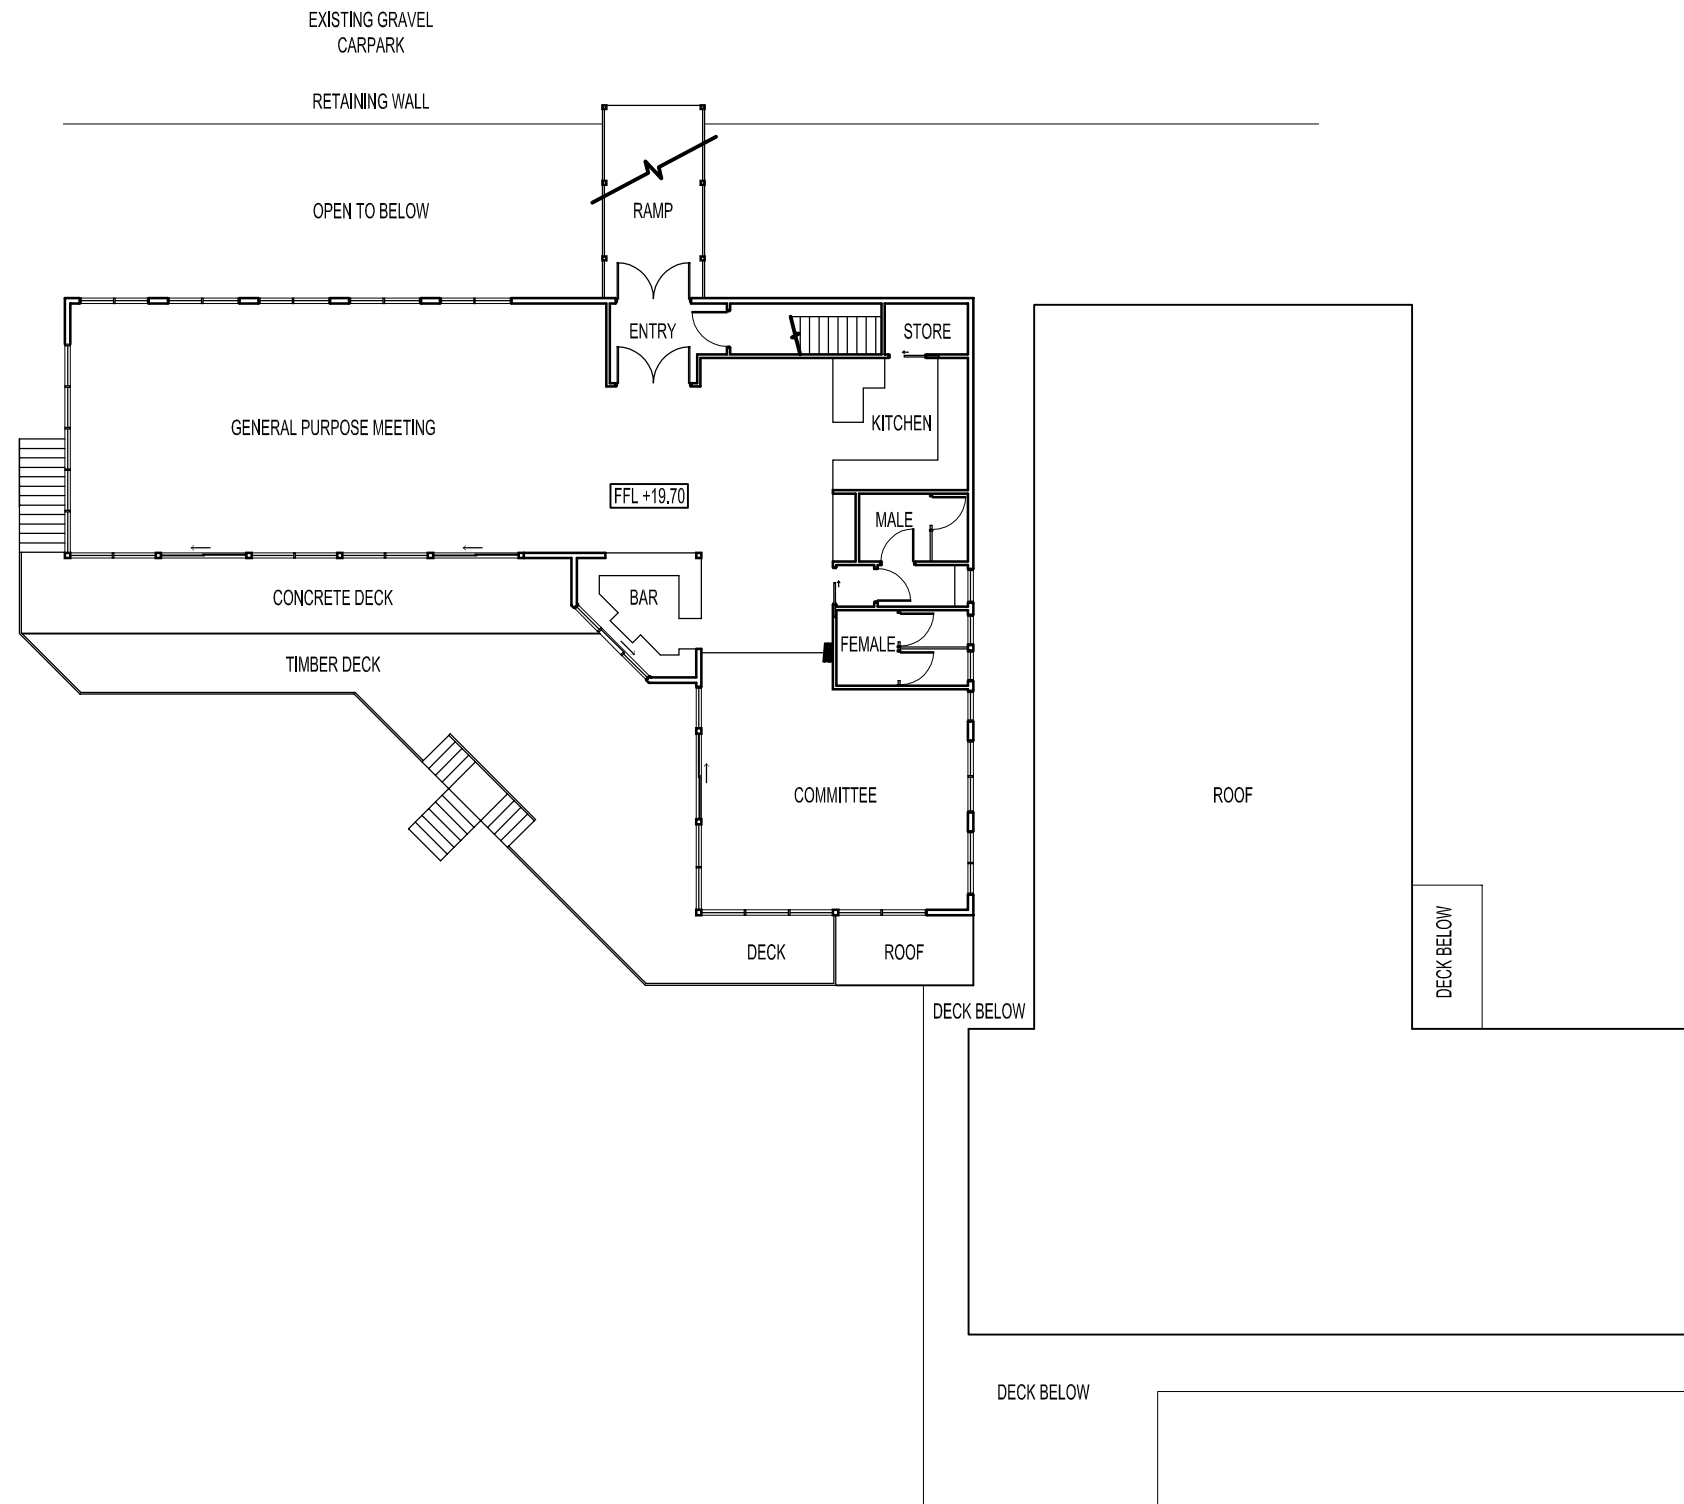 EXISTING GRAVEL
CARPARK
RETAINING WALL
OPEN TO BELOW
RAMP
ENTRY
STORE
GENERAL PURPOSE MEETING
KITCHEN
FFL +19.70
MALE
CONCRETE DECK
BAR
FEMALE
TIMBER DECK
COMMITTEE
ROOF
DECK
ROOF
DECK BELOW
DECK BELOW
DECK BELOW